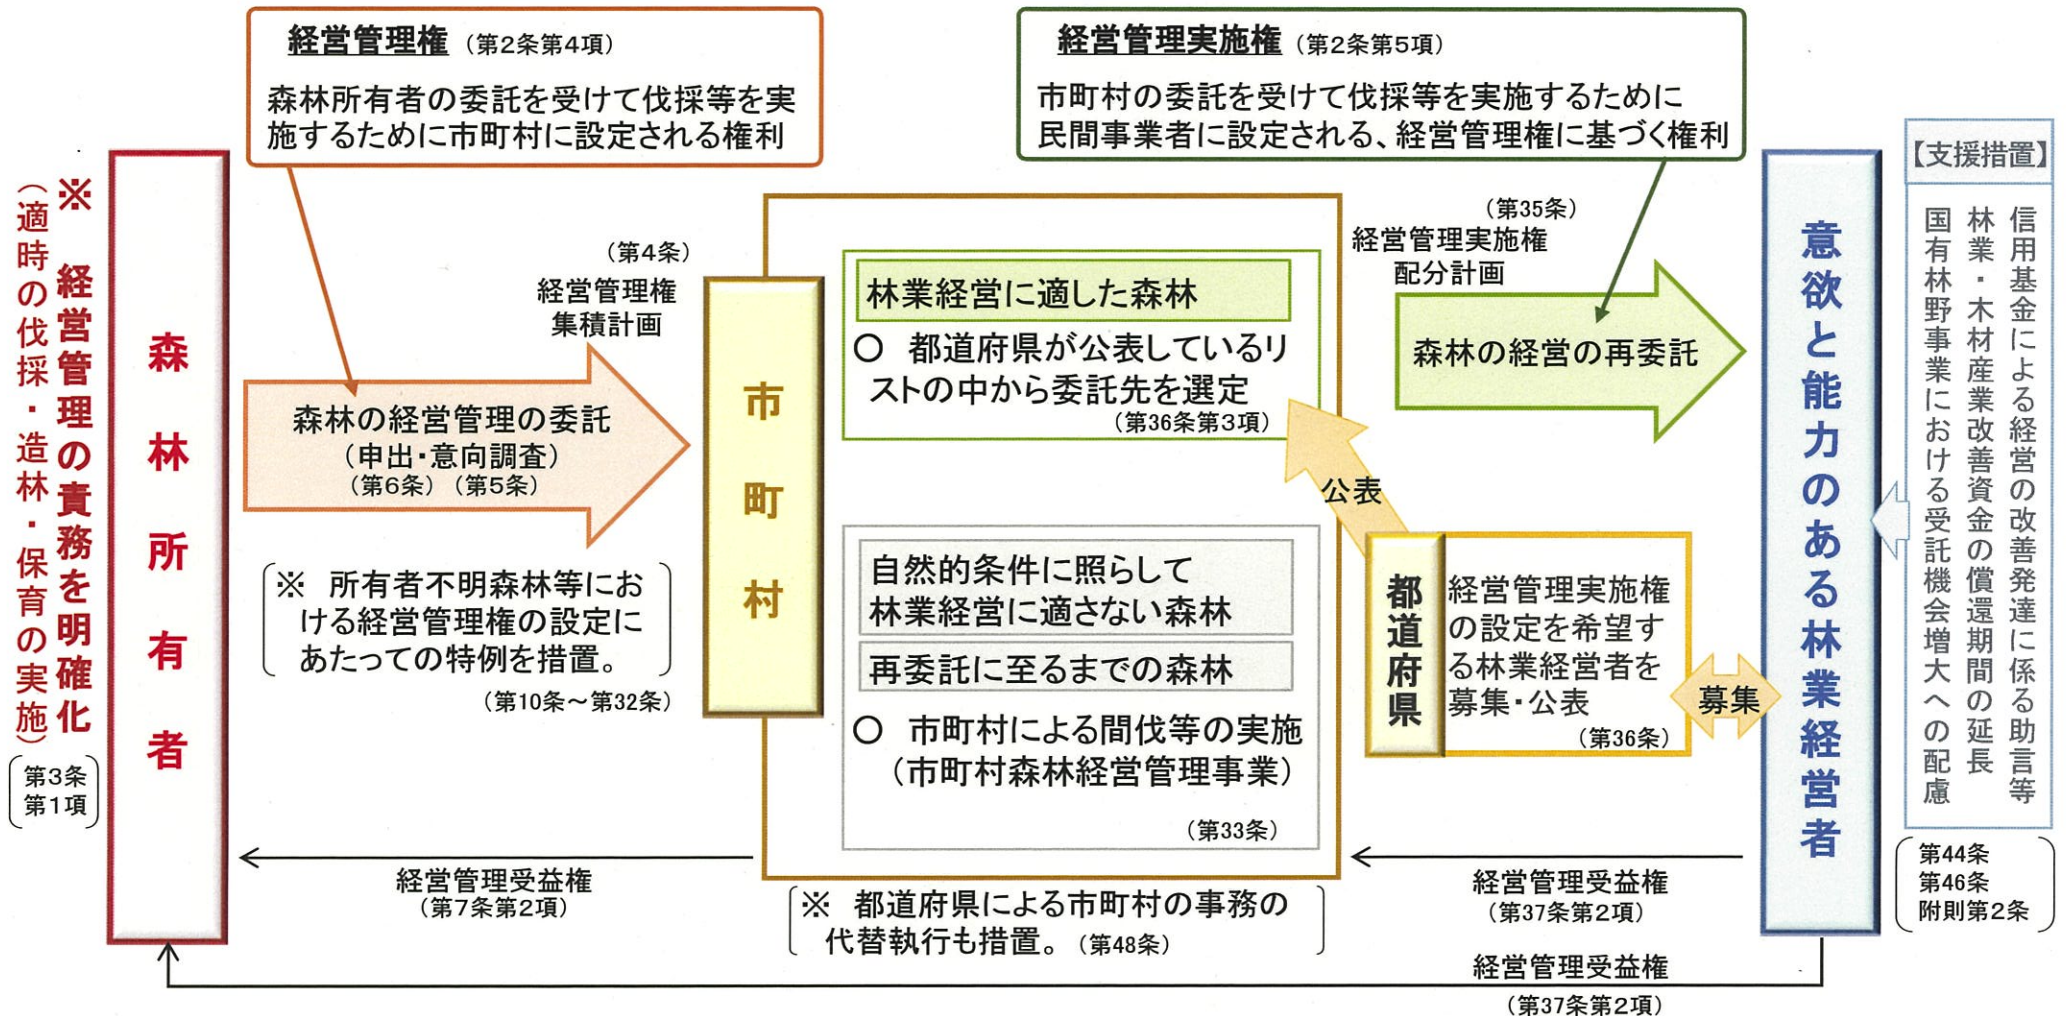 経営管理権（第2条第4項）
森林所有者の委託を受けて伐採等を実
施するために市町村に設定される権利
経営管理実施権（第2条第5項）
市町村の委託を受けて伐採等を実施するために
民間事業者に設定される、経営管理権に基づく権利
※　経営管理の責務を明確化
（適時の伐採・造林・保育の実施）
第3条
第1項
森林所有者
（第4条）
経営管理権
集積計画
森林の経営管理の委託
（申出・意向調査）
（第6条）（第5条）
※　所有者不明森林等にお
ける経営管理権の設定に
あたっての特例を措置。
（第10条～第32条）
市町村
林業経営に適した森林
○　都道府県が公表しているリ
ストの中から委託先を選定
（第36条第3項）
自然的条件に照らして
林業経営に適さない森林
再委託に至るまでの森林
○　市町村による間伐等の実施
（市町村森林経営管理事業）
（第33条）
（第35条）
経営管理実施権
配分計画
森林の経営の再委託
公表
都道府県
経営管理実施権
の設定を希望す
る林業経営者を
募集・公表
（第36条）
募集
意欲と能力のある林業経営者
【支援措置】
信用基金による経営の改善発達に係る助言等
林業・木材産業改善資金の償還期間の延長
国有林野事業における受託機会増大への配慮
第44条
第46条
附則第2条
経営管理受益権
（第7条第2項）
※　都道府県による市町村の事務の
代替執行も措置。（第48条）
経営管理受益権
（第37条第2項）
経営管理受益権
（第37条第2項）